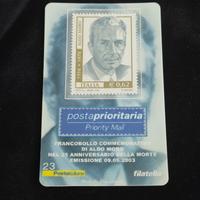 ITALIA € 0,62
postaprioritaria
Priority Mail
FRANCOBOLLO COMMEMORATIVO
DI ALDO MORO
NEL 25 ANNIVERSARIO DELLA MORTE
EMISSIONE 09.05.2003
23 Posteitaliane filatelia